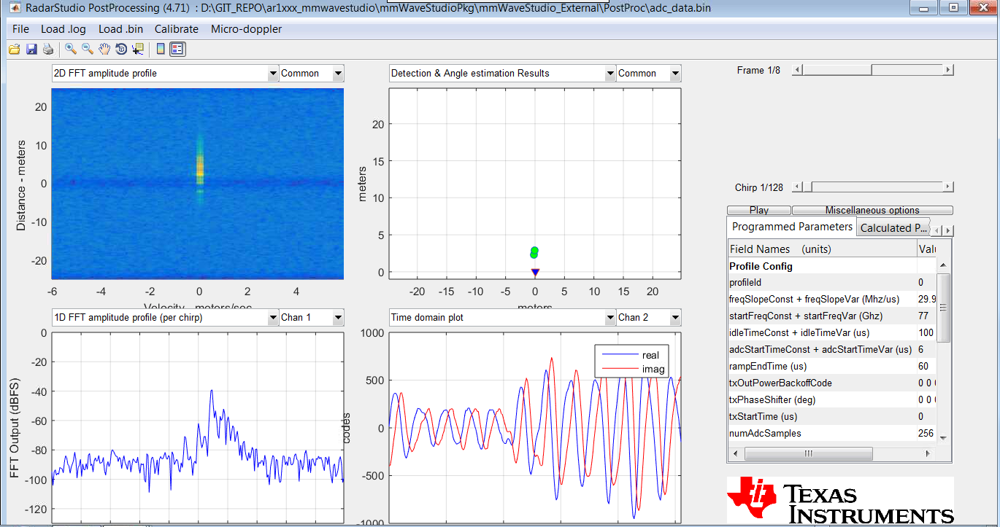 RadarStudio PostProcessing (4.71) : D:\GIT_REPO\ar1xxx_mmwavestudio\mmWaveStudioPkg\mmWaveStudio_External\PostProc\adc_data.bin
File Load .log Load .bin Calibrate Micro-doppler
2D FFT amplitude profile Common
Distance - meters
20
10
0
-10
-20
-6 -4 -2 0 2 4
Velocity - meters/sec
Detection & Angle estimation Results Common
meters
20
15
10
5
0
-20 -15 -10 -5 0 5 10 15 20
meters
Frame 1/8
Chirp 1/128
Play Miscellaneous options
Programmed Parameters Calculated P...
Field Names (units) Valu
Profile Config
profileId 0
freqSlopeConst + freqSlopeVar (Mhz/us) 29.9
startFreqConst + startFreqVar (Ghz) 77
idleTimeConst + idleTimeVar (us) 100
adcStartTimeConst + adcStartTimeVar (us) 6
rampEndTime (us) 60
txOutPowerBackoffCode 0 0
txPhaseShifter (deg) 0 0
txStartTime (us) 0
numAdcSamples 256
1D FFT amplitude profile (per chirp) Chan 1
FFT Output (dBFS)
0
-20
-40
-60
-80
-100
-120
Time domain plot Chan 2
codes
1000
500
0
-500
-1000
real
imag
TEXAS
INSTRUMENTS